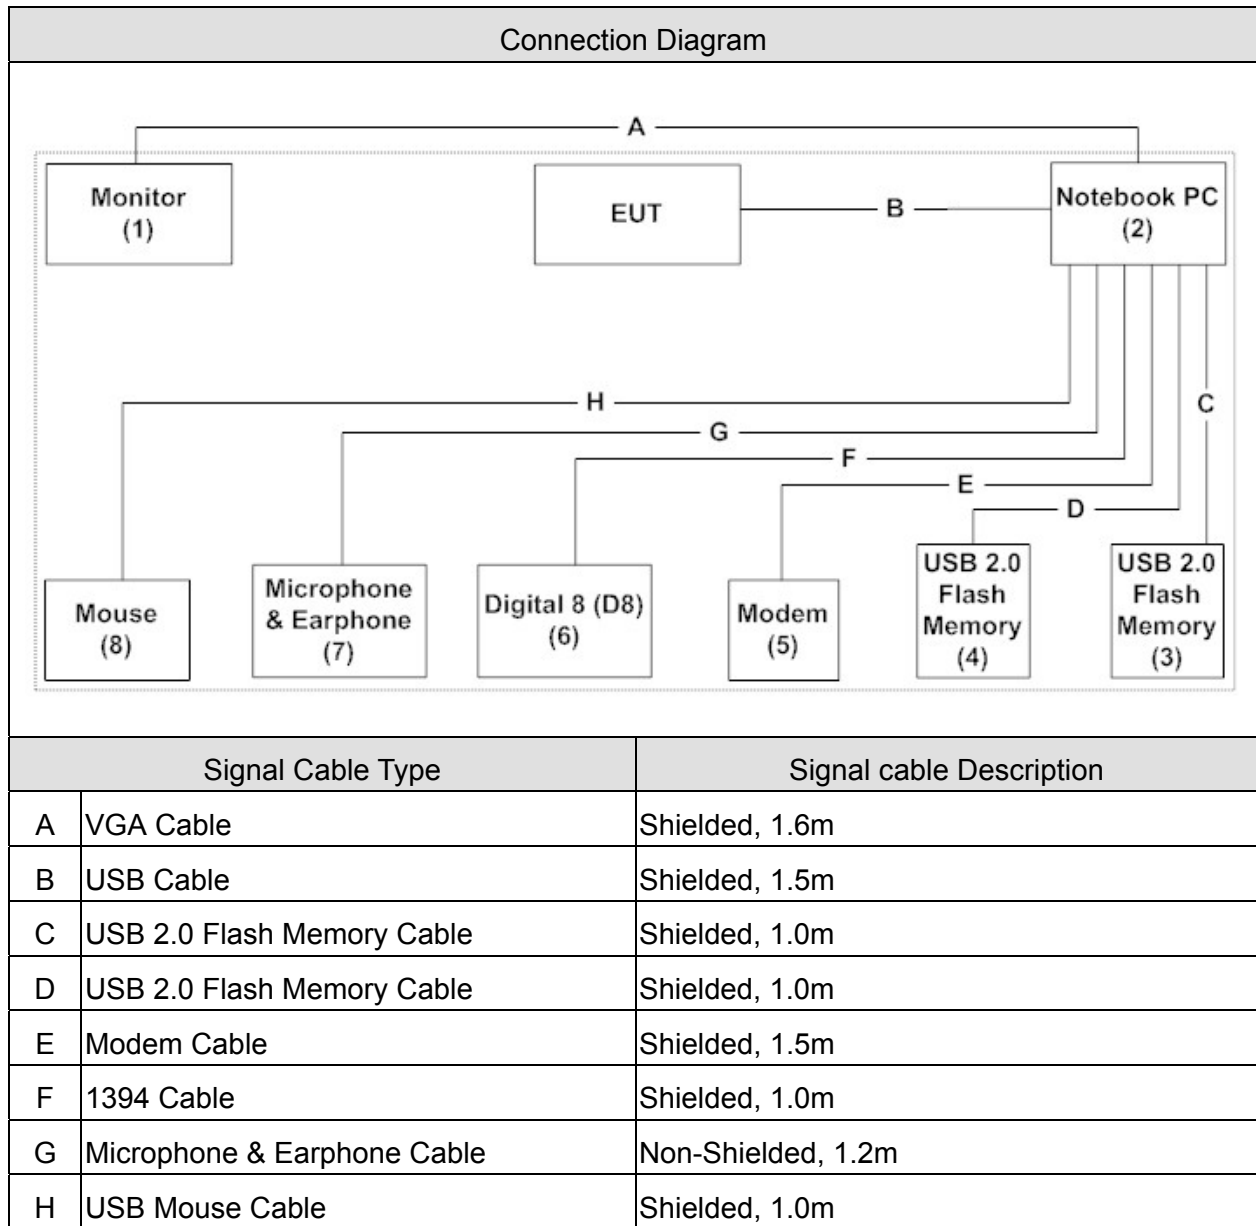 Connection Diagram
A
Monitor
(1)
EUT
B
Notebook PC
(2)
H
C
G
F
E
D
Mouse
(8)
Microphone
& Earphone
(7)
Digital 8 (D8)
(6)
Modem
(5)
USB 2.0
Flash
Memory
(4)
USB 2.0
Flash
Memory
(3)
Signal Cable Type Signal cable Description
A VGA Cable Shielded, 1.6m
B USB Cable Shielded, 1.5m
C USB 2.0 Flash Memory Cable Shielded, 1.0m
D USB 2.0 Flash Memory Cable Shielded, 1.0m
E Modem Cable Shielded, 1.5m
F 1394 Cable Shielded, 1.0m
G Microphone & Earphone Cable Non-Shielded, 1.2m
H USB Mouse Cable Shielded, 1.0m